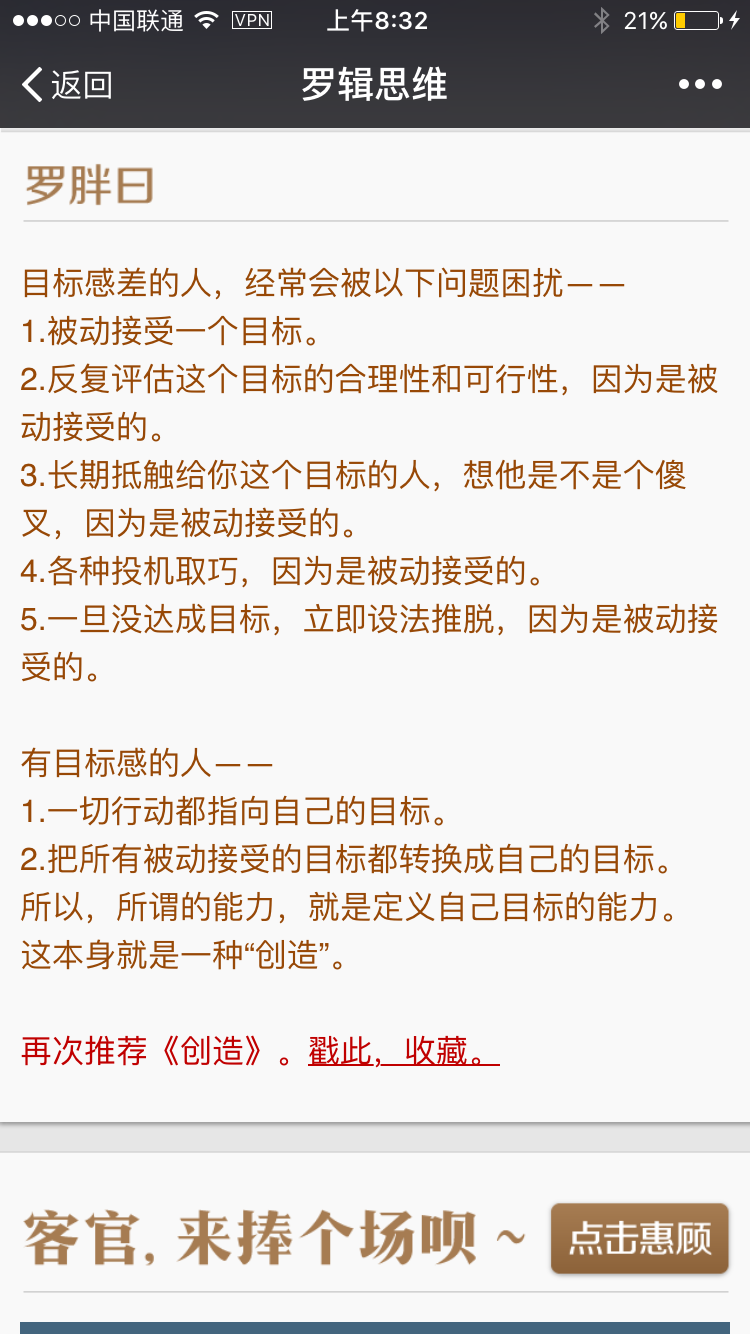 中国联通 VPN 上午8:32 21%
返回 罗辑思维
罗胖曰
目标感差的人，经常会被以下问题困扰——
1.被动接受一个目标。
2.反复评估这个目标的合理性和可行性，因为是被
动接受的。
3.长期抵触给你这个目标的人，想他是不是个傻
叉，因为是被动接受的。
4.各种投机取巧，因为是被动接受的。
5.一旦没达成目标，立即设法推脱，因为是被动接
受的。
有目标感的人——
1.一切行动都指向自己的目标。
2.把所有被动接受的目标都转换成自己的目标。
所以，所谓的能力，就是定义自己目标的能力。
这本身就是一种“创造”。
再次推荐《创造》。戳此，收藏。
客官，来捧个场呗～ 点击惠顾